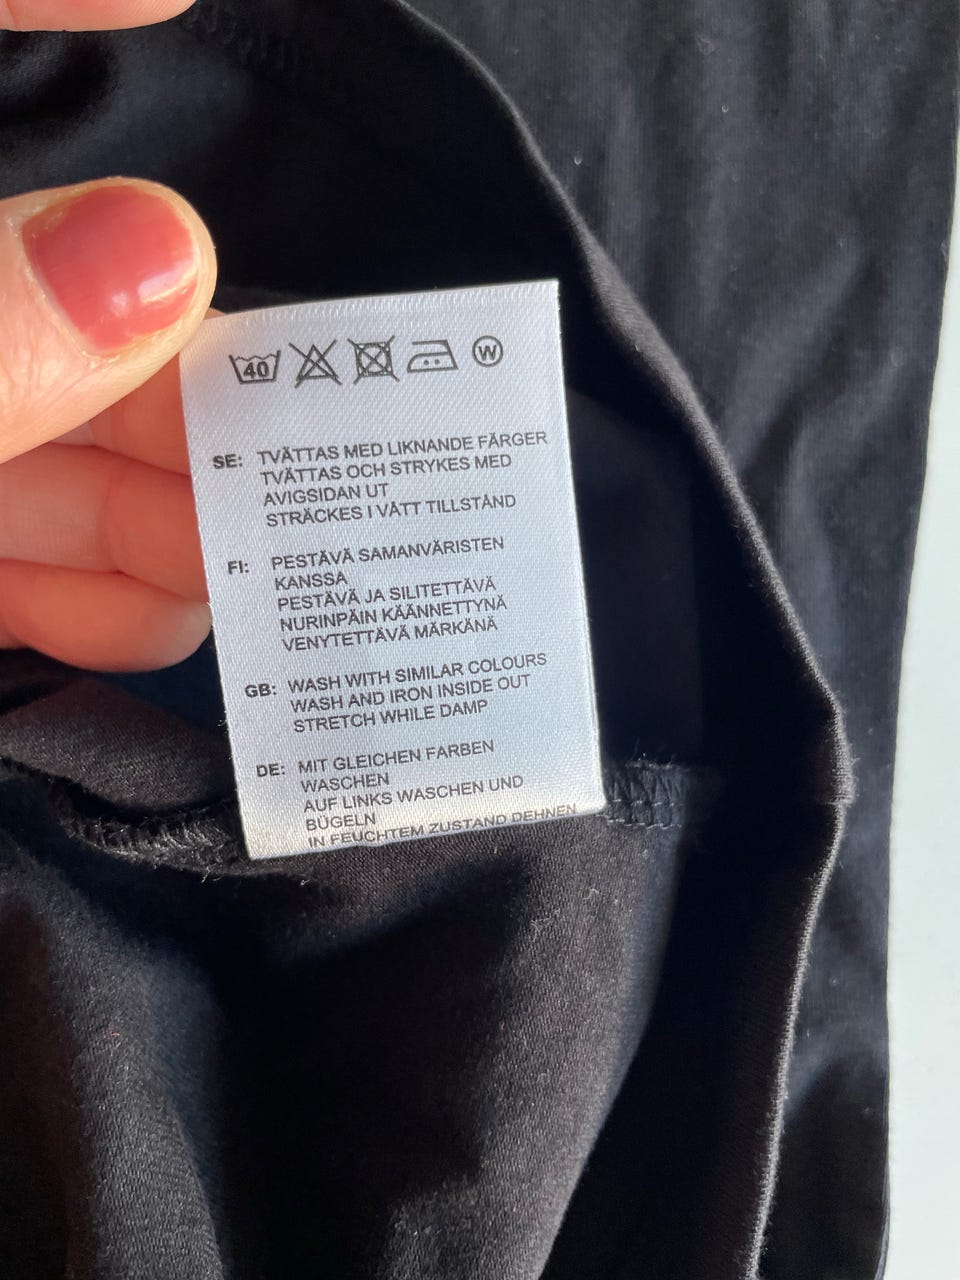 40 W
SE: TVÄTTAS MED LIKNANDE FÄRGER
TVÄTTAS OCH STRYKES MED
AVIGSIDAN UT
STRÄCKES I VÅTT TILLSTÅND
FI: PESTÄVÄ SAMANVÄRISTEN
KANSSA
PESTÄVÄ JA SILITETTÄVÄ
NURINPÄIN KÄÄNNETTYNÄ
VENYTETTÄVÄ MÄRKÄNÄ
GB: WASH WITH SIMILAR COLOURS
WASH AND IRON INSIDE OUT
STRETCH WHILE DAMP
DE: MIT GLEICHEN FARBEN
WASCHEN
AUF LINKS WASCHEN UND
BÜGELN
IN FEUCHTEM ZUSTAND DEHNEN